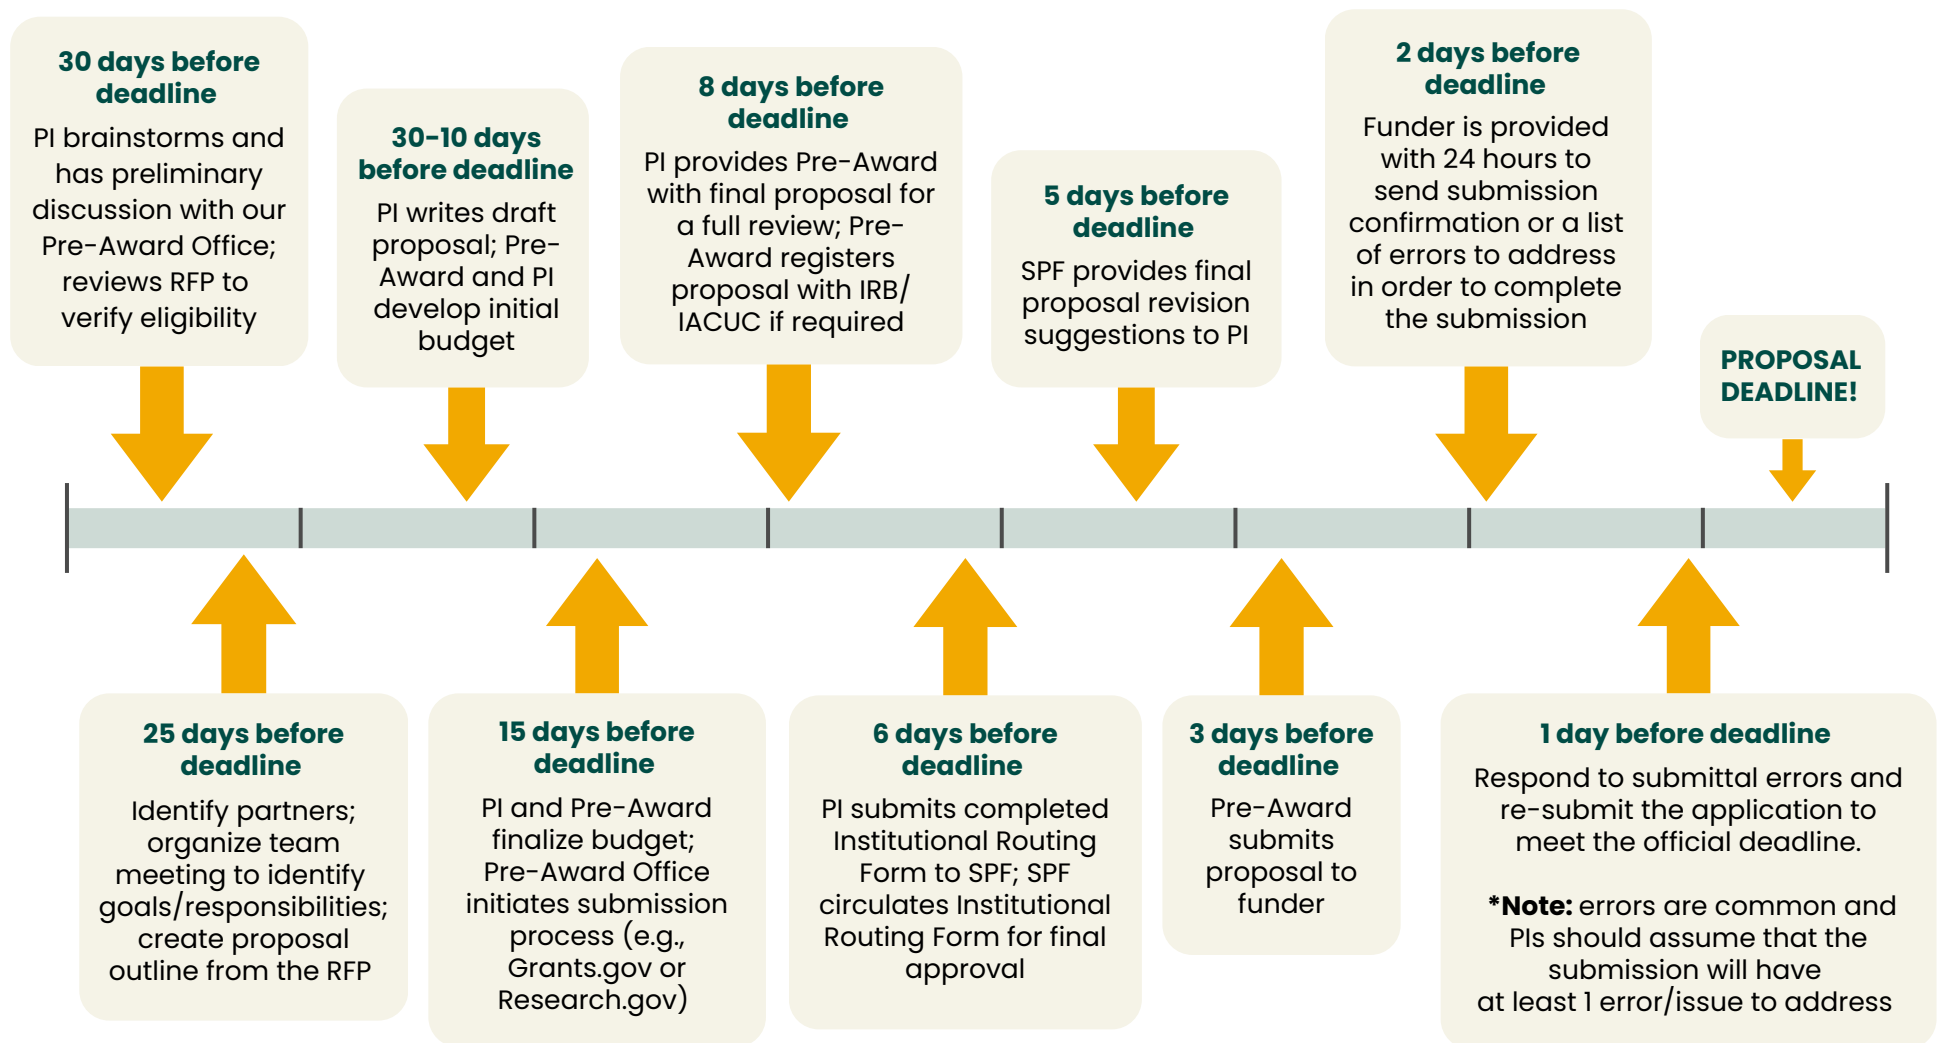 30 days before
deadline
PI brainstorms and
has preliminary
discussion with our
Pre-Award Office;
reviews RFP to
verify eligibility
30-10 days
before deadline
PI writes draft
proposal; Pre-
Award and PI
develop initial
budget
8 days before
deadline
PI provides Pre-Award
with final proposal for
a full review; Pre-
Award registers
proposal with IRB/
IACUC if required
5 days before
deadline
SPF provides final
proposal revision
suggestions to PI
2 days before
deadline
Funder is provided
with 24 hours to
send submission
confirmation or a list
of errors to address
in order to complete
the submission
PROPOSAL
DEADLINE!
25 days before
deadline
Identify partners;
organize team
meeting to identify
goals/responsibilities;
create proposal
outline from the RFP
15 days before
deadline
PI and Pre-Award
finalize budget;
Pre-Award Office
initiates submission
process (e.g.,
Grants.gov or
Research.gov)
6 days before
deadline
PI submits completed
Institutional Routing
Form to SPF; SPF
circulates Institutional
Routing Form for final
approval
3 days before
deadline
Pre-Award
submits
proposal to
funder
1 day before deadline
Respond to submittal errors and
re-submit the application to
meet the official deadline.
*Note: errors are common and
PIs should assume that the
submission will have
at least 1 error/issue to address